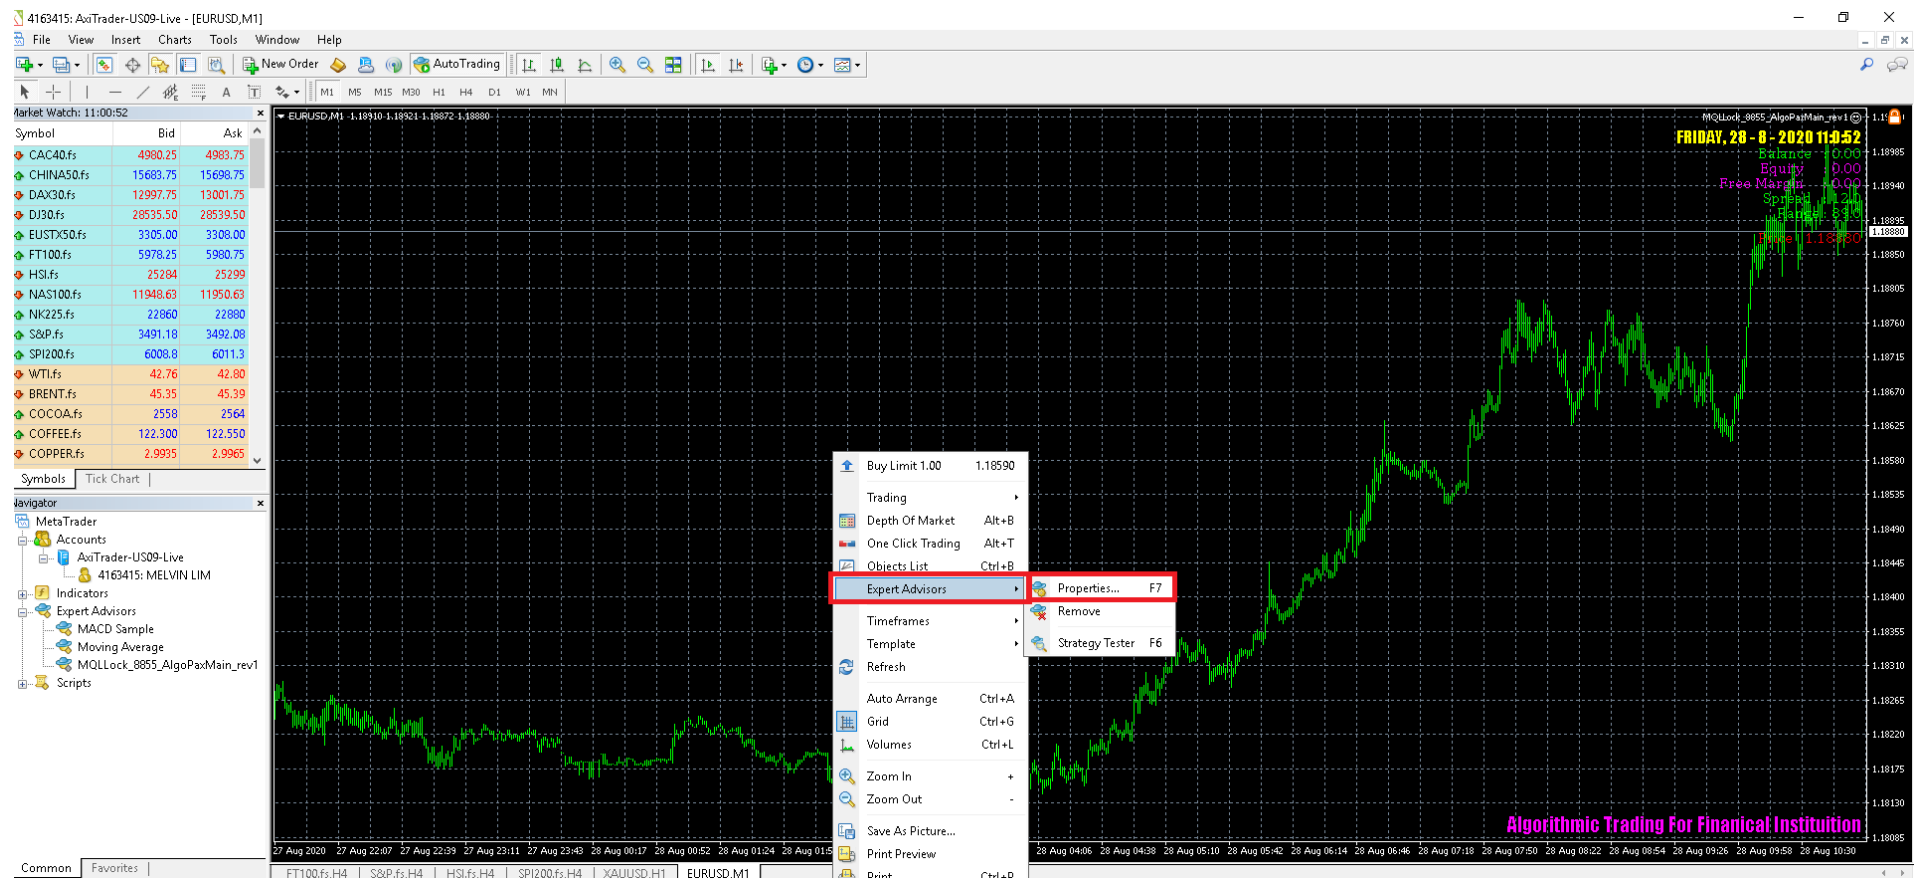 4163415: AxiTrader-US09-Live - [EURUSD,M1]
File View Insert Charts Tools Window Help
New Order AutoTrading
M1 M5 M15 M30 H1 H4 D1 W1 MN
Market Watch: 11:00:52
Symbol Bid Ask
CAC40.fs 4980.25 4983.75
CHINA50.fs 15683.75 15698.75
DAX30.fs 12997.75 13001.75
DJ30.fs 28535.50 28539.50
EUSTX50.fs 3305.00 3308.00
FT100.fs 5978.25 5980.75
HSI.fs 25284 25299
NAS100.fs 11948.63 11950.63
NK225.fs 22860 22880
S&P.fs 3491.18 3492.08
SPI200.fs 6008.8 6011.3
WTI.fs 42.76 42.80
BRENT.fs 45.35 45.39
COCOA.fs 2558 2564
COFFEE.fs 122.300 122.550
COPPER.fs 2.9935 2.9965
Symbols Tick Chart
Navigator
MetaTrader
Accounts
AxiTrader-US09-Live
4163415: MELVIN LIM
Indicators
Expert Advisors
MACD Sample
Moving Average
MQLLock_8855_AlgoPaxMain_rev1
Scripts
Common Favorites
EURUSD,M1 1.18910 1.18921 1.18872 1.18880
MQLLock_8855_AlgoPaxMain_rev1
FRIDAY, 28 - 8 - 2020 11:0:52
Balance : 0.00
Equity : 0.00
Free Margin : 0.00
Spread : 12.0
Range : 89.0
Price : 1.18880
1.18985
1.18940
1.18895
1.18880
1.18850
1.18805
1.18760
1.18715
1.18670
1.18625
1.18580
1.18535
1.18490
1.18445
1.18400
1.18355
1.18310
1.18265
1.18220
1.18175
1.18130
1.18085
Buy Limit 1.00 1.18590
Trading
Depth Of Market Alt+B
One Click Trading Alt+T
Objects List Ctrl+B
Expert Advisors
Timeframes
Template
Refresh
Auto Arrange Ctrl+A
Grid Ctrl+G
Volumes Ctrl+L
Zoom In +
Zoom Out -
Save As Picture...
Print Preview
Print Ctrl+P
Properties... F7
Remove
Strategy Tester F6
Algorithmic Trading For Finanical Instituition
27 Aug 2020 27 Aug 22:07 27 Aug 22:39 27 Aug 23:11 27 Aug 23:43 28 Aug 00:17 28 Aug 00:52 28 Aug 01:24 28 Aug 04:06 28 Aug 04:38 28 Aug 05:10 28 Aug 05:42 28 Aug 06:14 28 Aug 06:46 28 Aug 07:18 28 Aug 07:50 28 Aug 08:22 28 Aug 08:54 28 Aug 09:26 28 Aug 09:58 28 Aug 10:30
FT100.fs,H4 S&P.fs,H4 HSI.fs,H4 SPI200.fs,H4 XAUUSD,H1 EURUSD,M1